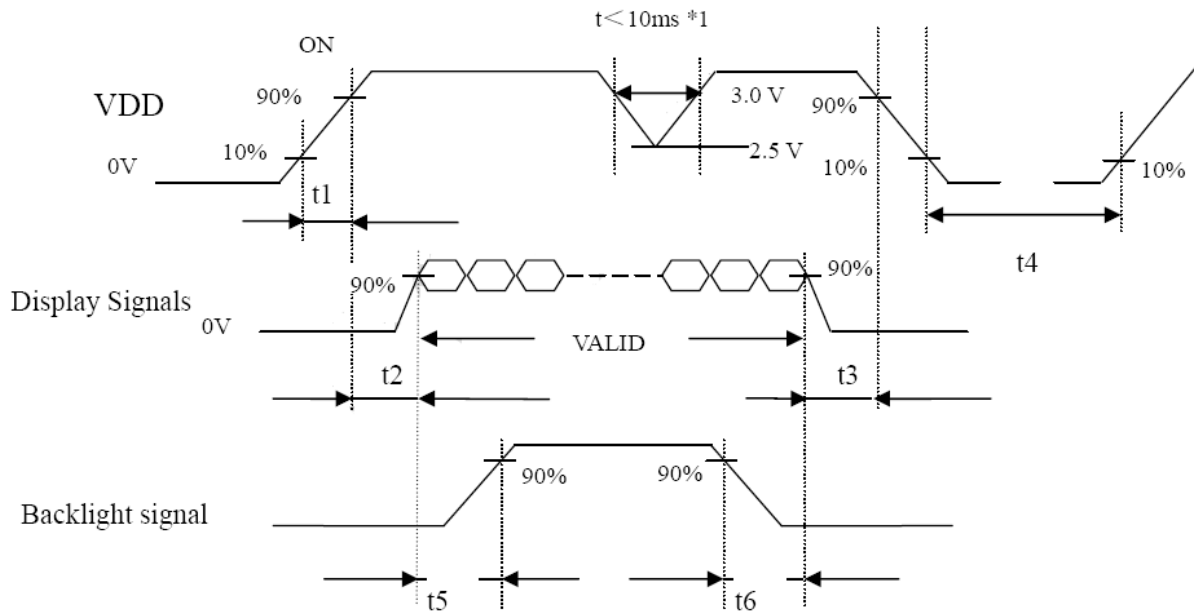 t＜10ms *1
ON
VDD
90%
3.0 V
90%
0V
10%
2.5 V
10%
10%
t1
t4
90%
90%
Display Signals
0V
VALID
t2
t3
90%
90%
Backlight signal
t5
t6